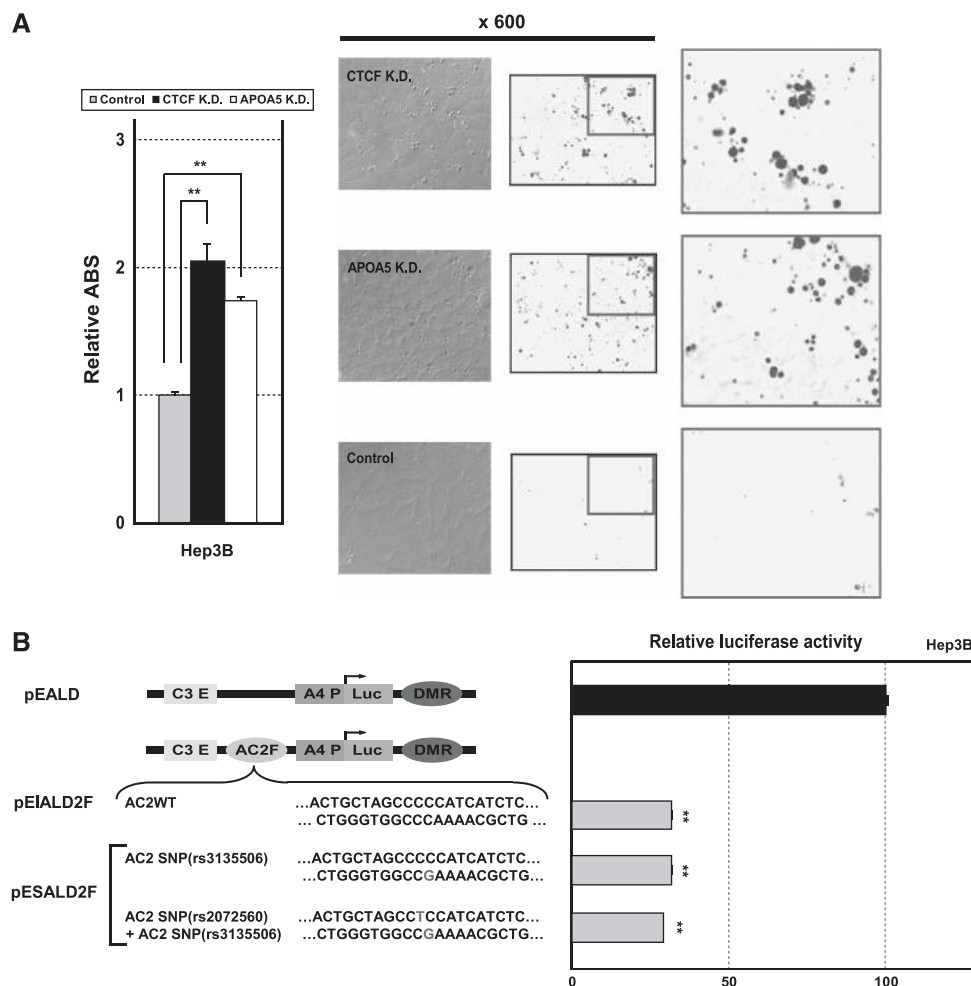 A
x 600
Control CTCF K.D. APOA5 K.D.
3
2
1
0
**
**
Relative ABS
Hep3B
CTCF K.D.
APOA5 K.D.
Control
B
Relative luciferase activity
Hep3B
pEALD
C3 E A4 P Luc DMR
C3 E AC2F A4 P Luc DMR
pEIALD2F
AC2WT
...ACTGCTAGCCCCCATCATCTC...
... CTGGGTGGCCCAAAACGCTG ...
**
pESALD2F
AC2 SNP(rs3135506)
...ACTGCTAGCCCCCATCATCTC...
...CTGGGTGGCCGAAAACGCTG...
**
AC2 SNP(rs2072560)
+ AC2 SNP(rs3135506)
...ACTGCTAGCCTCCATCATCTC...
...CTGGGTGGCCGAAAACGCTG...
**
0 50 100